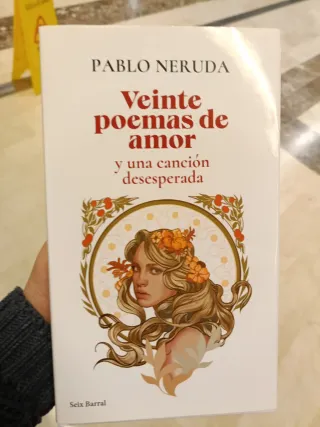 PABLO NERUDA
Veinte
poemas de
amor
y una canción
desesperada
Seix Barral